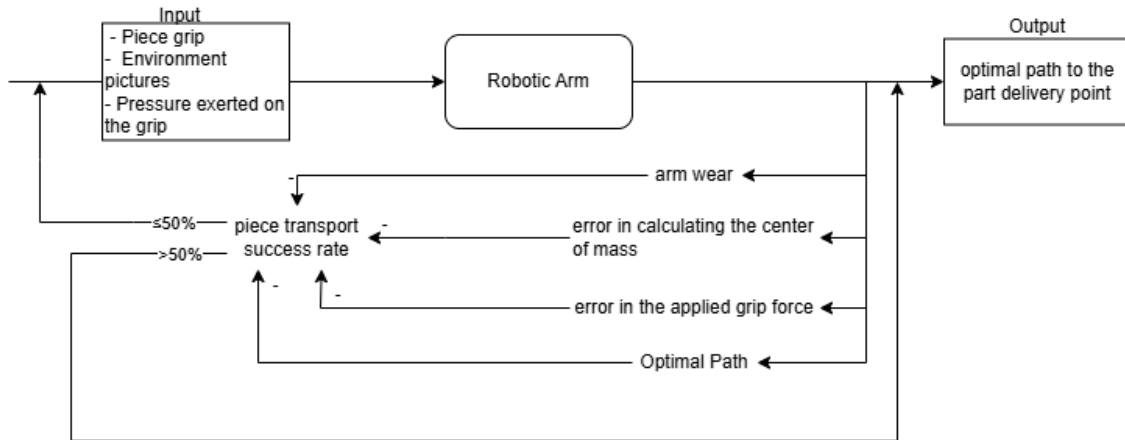 Input
- Piece grip
- Environment
pictures
- Pressure exerted on
the grip
Robotic Arm
Output
optimal path to the
part delivery point
arm wear
-
error in calculating the center
of mass
-
≤50%
piece transport
success rate
>50%
-
-
error in the applied grip force
Optimal Path